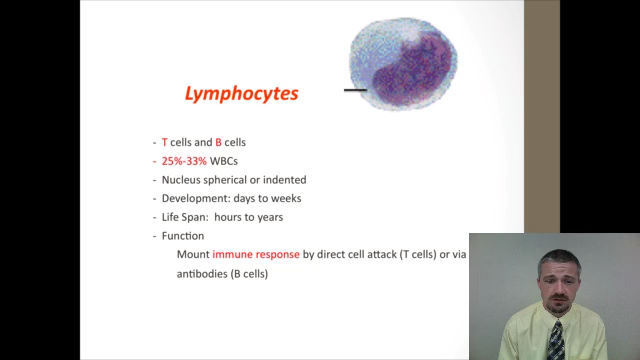 Lymphocytes
- T cells and B cells
- 25%-33% WBCs
- Nucleus spherical or indented
- Development: days to weeks
- Life Span: hours to years
- Function
Mount immune response by direct cell attack (T cells) or via
antibodies (B cells)